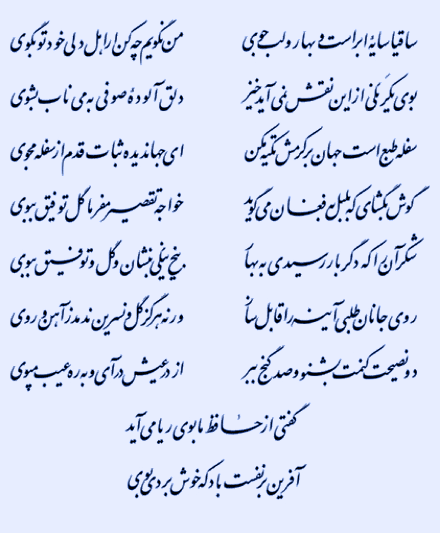 ساقیا سایهٔ ابر است و بهار و لب جوی من نگویم چه کن ار اهل دلی خود تو بگوی
بوی یکرنگی ازین نقش نمی‌آید خیز دلق آلودهٔ صوفی به می ناب بشوی
سفله طبع است جهان بر کرمش تکیه مکن ای جهاندیده ثبات قدم از سفله مجوی
گوش بگشای که بلبل به فغان می‌گوید خواجه تقصیر مفرما گل توفیق ببوی
شکر آن را که دگر بار رسیدی به بهار بیخ نیکی بنشان و گل توفیق ببوی
روی جانان طلبی آینه را قابل ساز ورنه هرگز گل و نسرین ندمد ز آهن و روی
دو نصیحت کنمت بشنو و صد گنج ببر از در عیش درآی و به ره عیب مپوی
گفتی از حافظ ما بوی ریا می‌آید
آفرین بر نفست باد که خوش بردی بوی